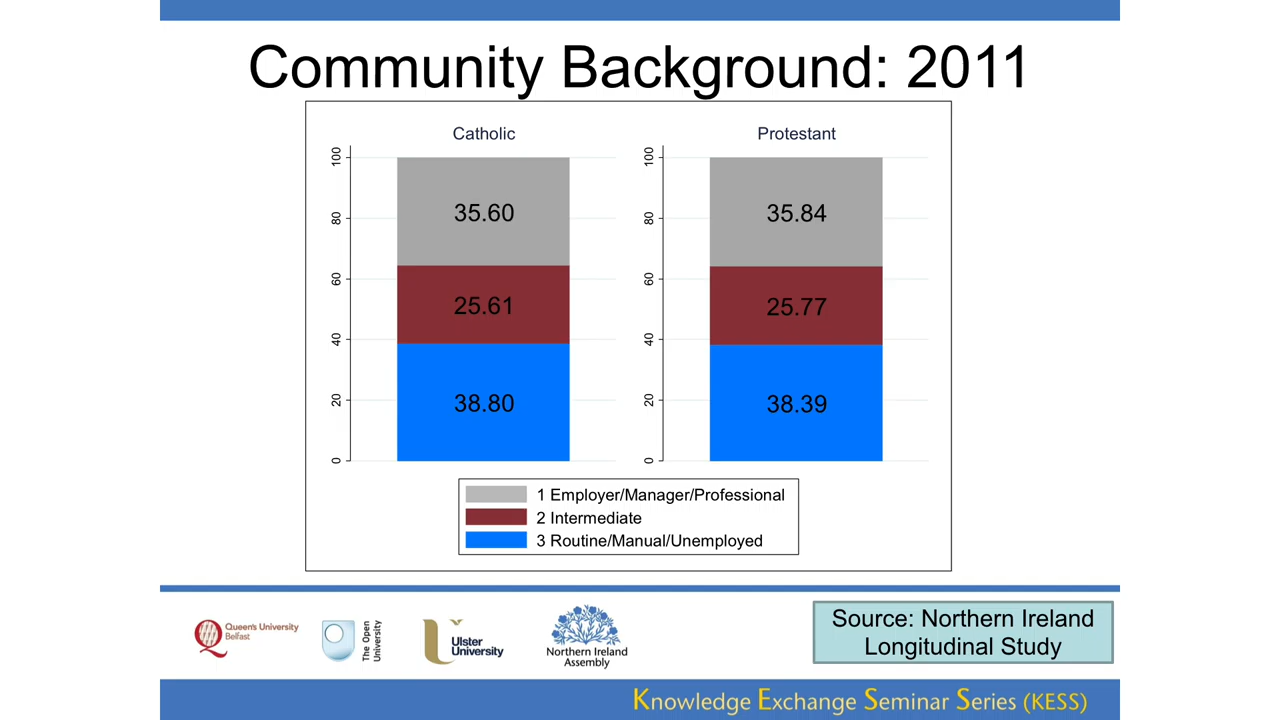 Community Background: 2011
Catholic
Protestant
100
80
60
40
20
0
35.60
25.61
38.80
100
80
60
40
20
0
35.84
25.77
38.39
1 Employer/Manager/Professional
2 Intermediate
3 Routine/Manual/Unemployed
Queen's University
Belfast
The Open
University
Ulster
University
Northern Ireland
Assembly
Source: Northern Ireland
Longitudinal Study
Knowledge Exchange Seminar Series (KESS)